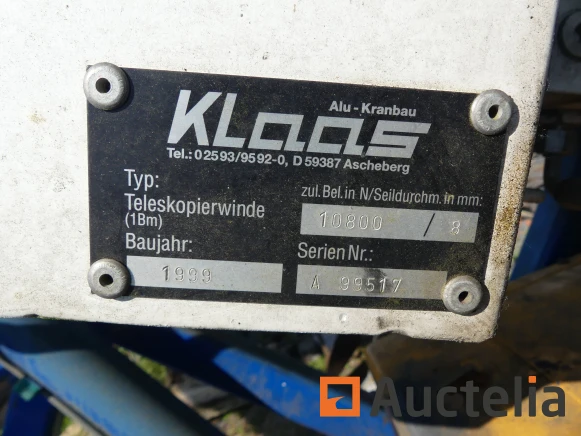 Alu - Kranbau
KLaas
Tel.: 02593/9592-0, D 59387 Ascheberg
Typ:
Teleskopierwinde
(1Bm)
zul. Bel. in N/Seildurchm. in mm:
10800 / 8
Baujahr:
1999
Serien Nr.:
A 99517
Auctelia